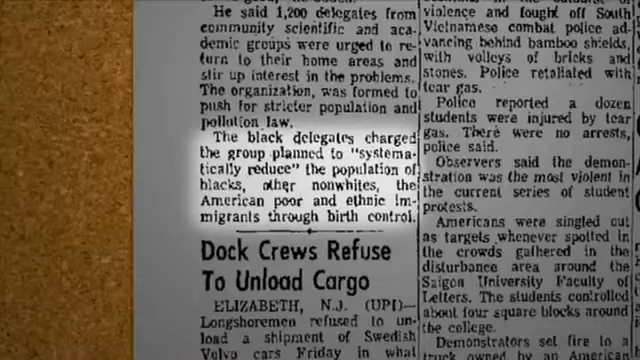 He said 1,200 delegates from
community scientific and aca-
demic groups were urged to re-
turn to their home areas and
stir up interest in the problems.
The organization, was formed to
push for stricter population and
pollution law.
The black delegates charged
the group planned to "systema-
tically reduce" the population of
blacks, other nonwhites, the
American poor and ethnic im-
migrants through birth control.
Dock Crews Refuse
To Unload Cargo
ELIZABETH, N.J. (UPI)—
Longshoremen refused to un-
load a shipment of Swedish
Volvo cars Friday in what
violence and fought off South
Vietnamese combat police ad-
vancing behind bamboo shields,
with volleys of bricks and
stones. Police retaliated with
tear gas.
Police reported a dozen
students were injured by tear
gas. There were no arrests,
police said.
Observers said the demon-
stration was the most violent in
the current series of student
protests.
Americans were singled out
as targets whenever spotted in
the crowds gathered in the
disturbance area around the
Saigon University Faculty of
Letters. The students controlled
about four square blocks around
the college.
Demonstrators set fire to a
truck owned by an American